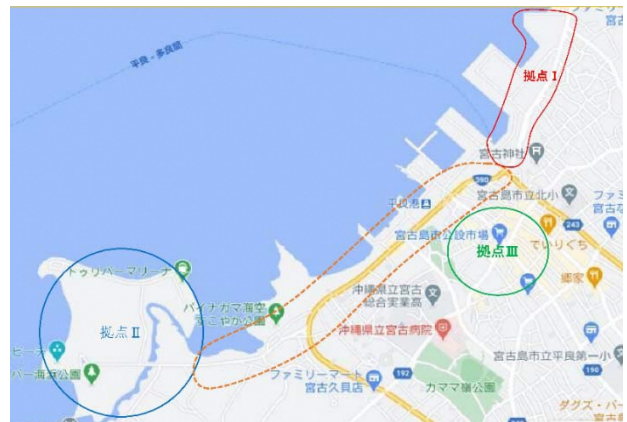 ファミリー
宮古
平良 - 多良間
拠点 I
宮古神社
390
宮古島市立北小
平良港
ファミ
宮古な
243
宮古島市公設市場
でいりぐち
拠点Ⅲ
トゥリバーマリーナ
郷家
パイナガマ海空
すこやか公園
沖縄県立宮古
総合実業高
拠点Ⅱ
沖縄県立宮古病院
ビーチ
バー海浜公園
宮古島市立平良第一小
ファミリーマート
宮古久貝店
192
190
カママ嶺公園
ダグズ・バー